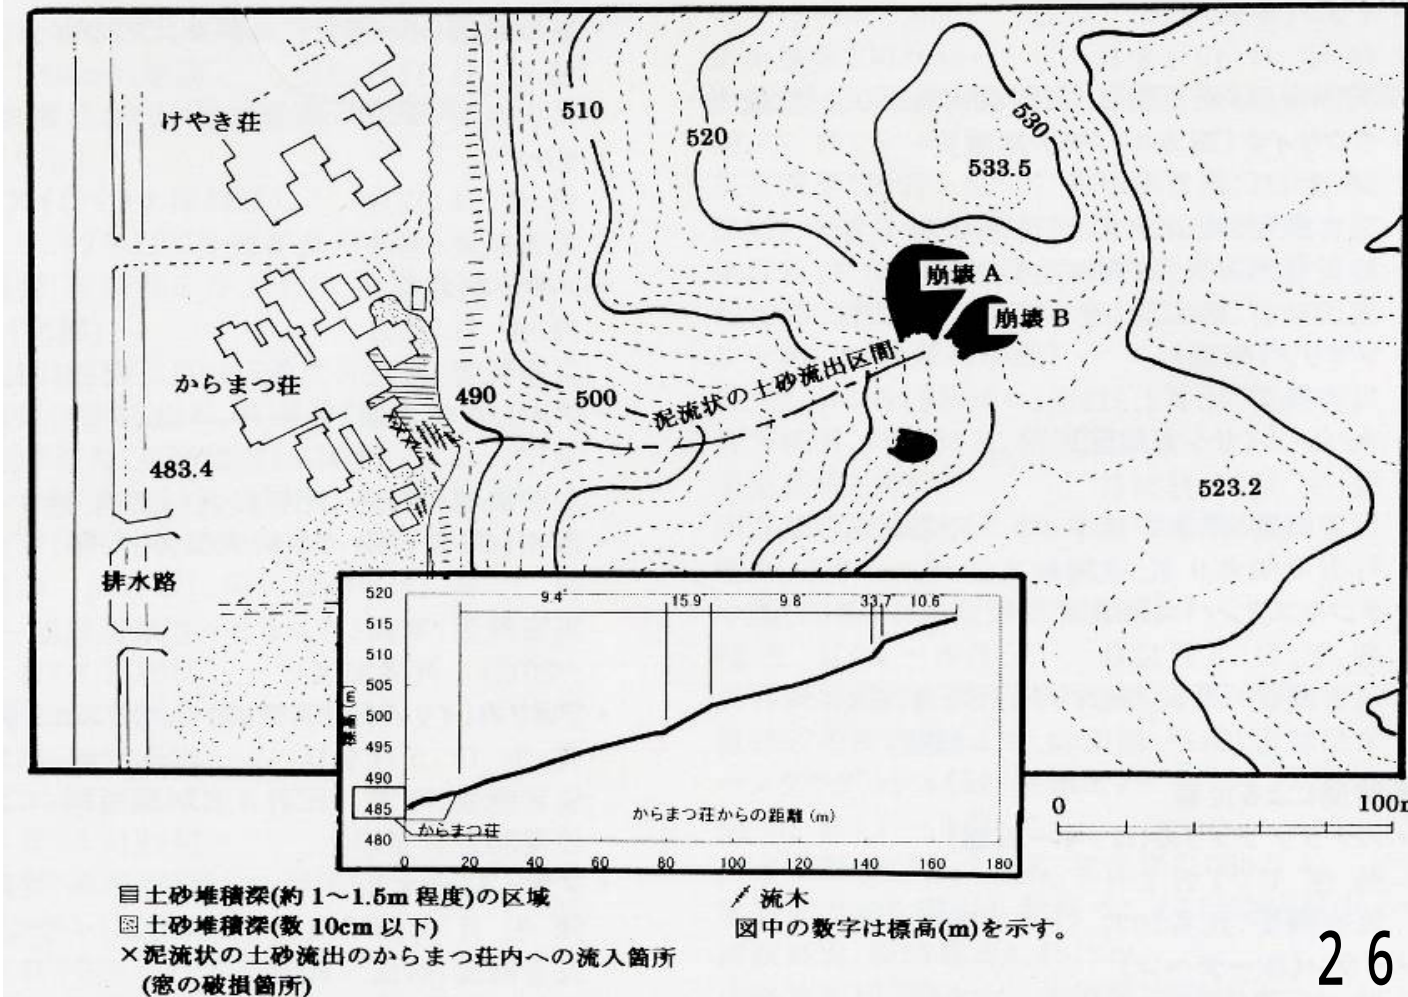 けやき荘
510
520
530
533.5
崩壊 A
崩壊 B
泥流状の土砂流出区間
からまつ荘
490
500
483.4
523.2
排水路
520
515
510
505
500
495
490
485
480
標高 (m)
9.4
15.9
9.8
33.7
10.6
からまつ荘からの距離 (m)
からまつ荘
0 20 40 60 80 100 120 140 160 180
0 100m
土砂堆積深(約 1～1.5m 程度)の区域
土砂堆積深(数 10cm 以下)
×泥流状の土砂流出のからまつ荘内への流入箇所
(窓の破損箇所)
流木
図中の数字は標高(m)を示す。
26